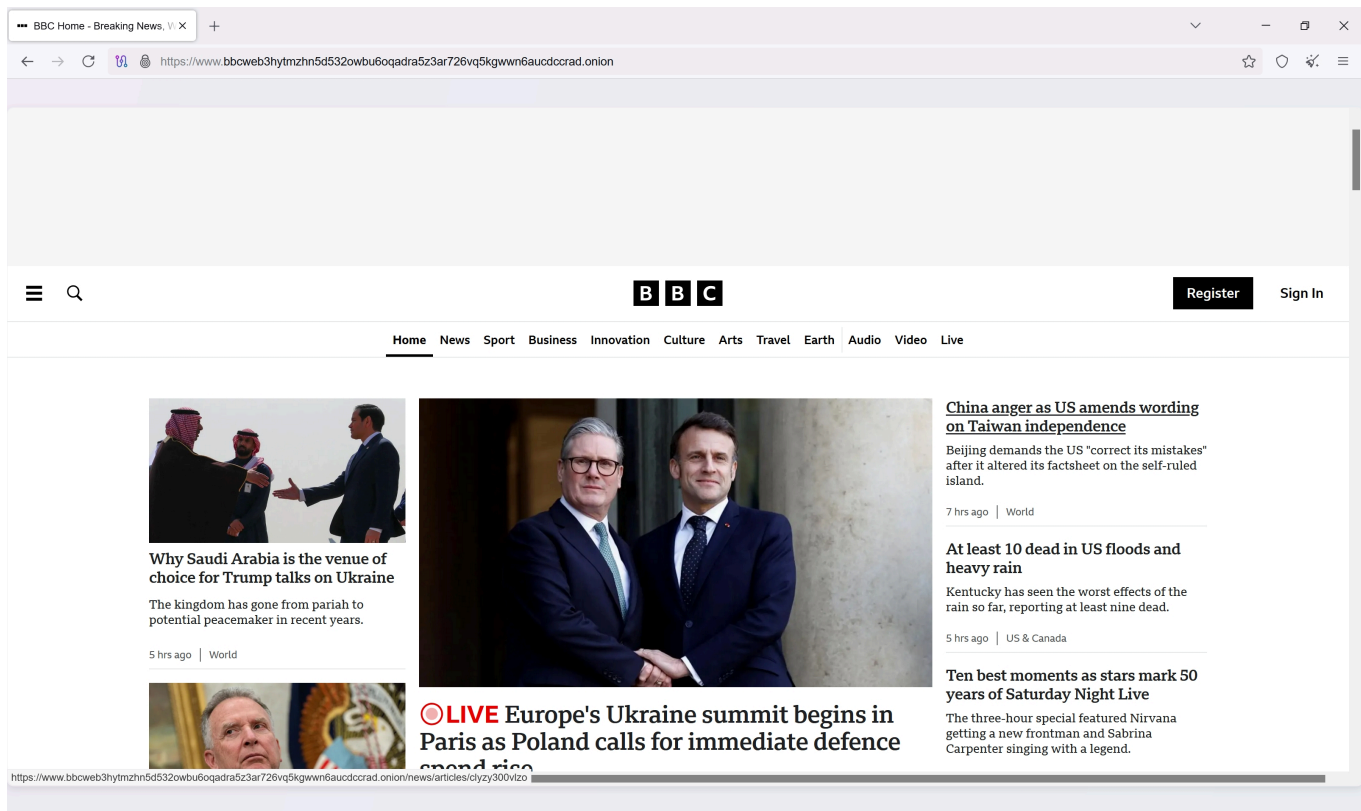 BBC Home - Breaking News, W
https://www.bbcweb3hytmzhn5d532owbu6oqadra5z3ar726vq5kgwwn6aucdccrad.onion
BBC
Register
Sign In
Home News Sport Business Innovation Culture Arts Travel Earth Audio Video Live
Why Saudi Arabia is the venue of
choice for Trump talks on Ukraine
The kingdom has gone from pariah to
potential peacemaker in recent years.
5 hrs ago | World
LIVE Europe's Ukraine summit begins in
Paris as Poland calls for immediate defence
spend rise
China anger as US amends wording
on Taiwan independence
Beijing demands the US "correct its mistakes"
after it altered its factsheet on the self-ruled
island.
7 hrs ago | World
At least 10 dead in US floods and
heavy rain
Kentucky has seen the worst effects of the
rain so far, reporting at least nine dead.
5 hrs ago | US & Canada
Ten best moments as stars mark 50
years of Saturday Night Live
The three-hour special featured Nirvana
getting a new frontman and Sabrina
Carpenter singing with a legend.
https://www.bbcweb3hytmzhn5d532owbu6oqadra5z3ar726vq5kgwwn6aucdccrad.onion/news/articles/clyzy300vlzo